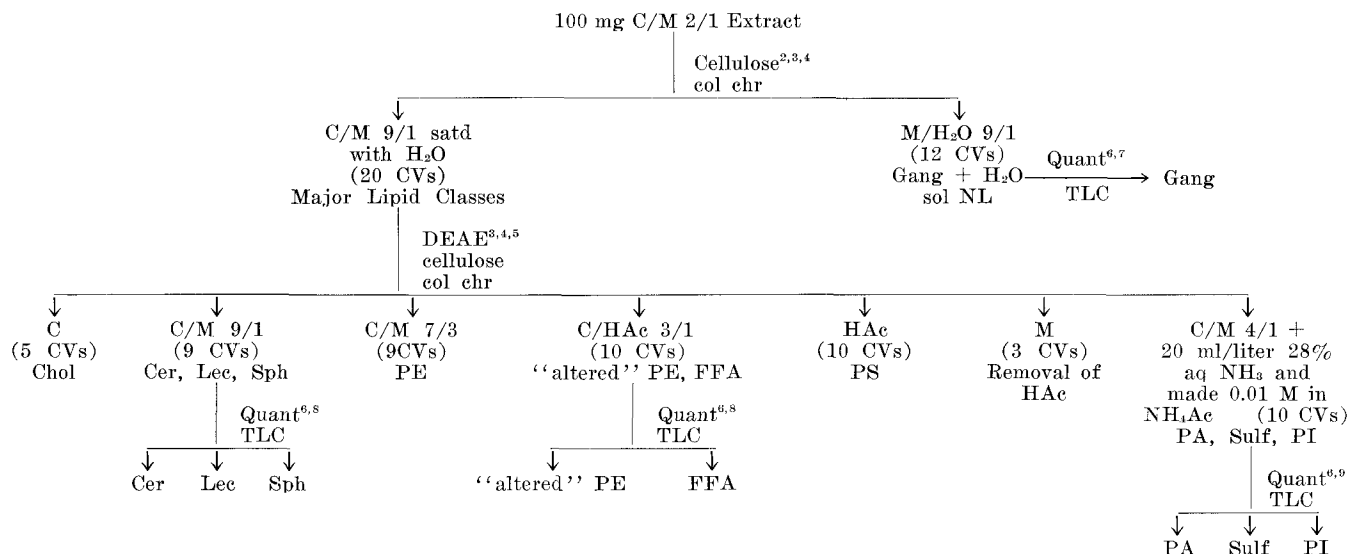 100 mg C/M 2/1 Extract
Cellulose2,3,4
col chr
C/M 9/1 satd
with H2O
(20 CVs)
Major Lipid Classes
M/H2O 9/1
(12 CVs)
Gang + H2O
sol NL
Quant6,7
TLC
Gang
DEAE3,4,5
cellulose
col chr
C
(5 CVs)
Chol
C/M 9/1
(9 CVs)
Cer, Lec, Sph
C/M 7/3
(9CVs)
PE
C/HAc 3/1
(10 CVs)
"altered" PE, FFA
HAc
(10 CVs)
PS
M
(3 CVs)
Removal of
HAc
C/M 4/1 +
20 ml/liter 28%
aq NH3 and
made 0.01 M in
NH4Ac (10 CVs)
PA, Sulf, PI
Quant6,8
TLC
Cer Lec Sph
Quant6,8
TLC
"altered" PE FFA
Quant6,9
TLC
PA Sulf PI